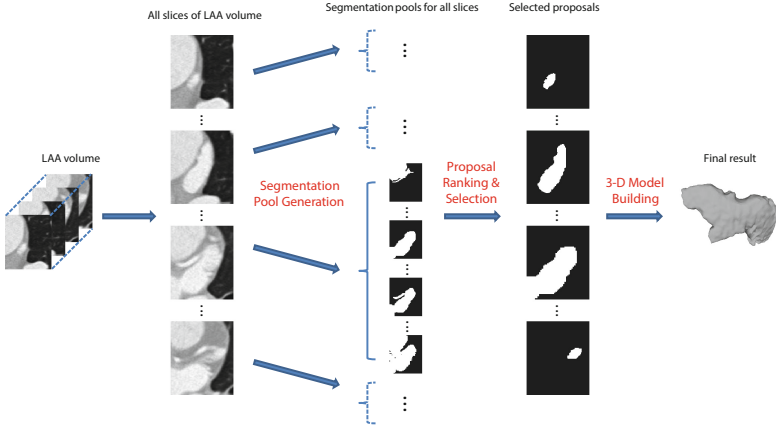 All slices of LAA volume
Segmentation pools for all slices
Selected proposals
LAA volume
Segmentation
Pool Generation
Proposal
Ranking &
Selection
3-D Model
Building
Final result